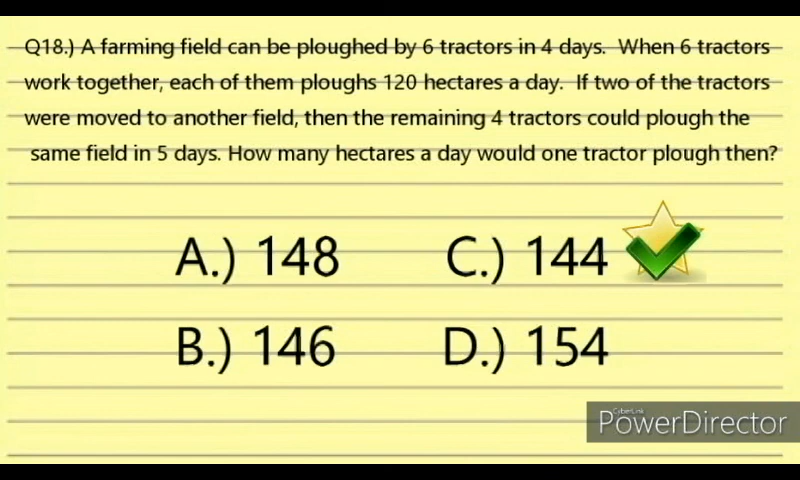 Q18.) A farming field can be ploughed by 6 tractors in 4 days. When 6 tractors
work together, each of them ploughs 120 hectares a day. If two of the tractors
were moved to another field, then the remaining 4 tractors could plough the
same field in 5 days. How many hectares a day would one tractor plough then?
A.) 148 C.) 144
B.) 146 D.) 154
CyberLink
PowerDirector